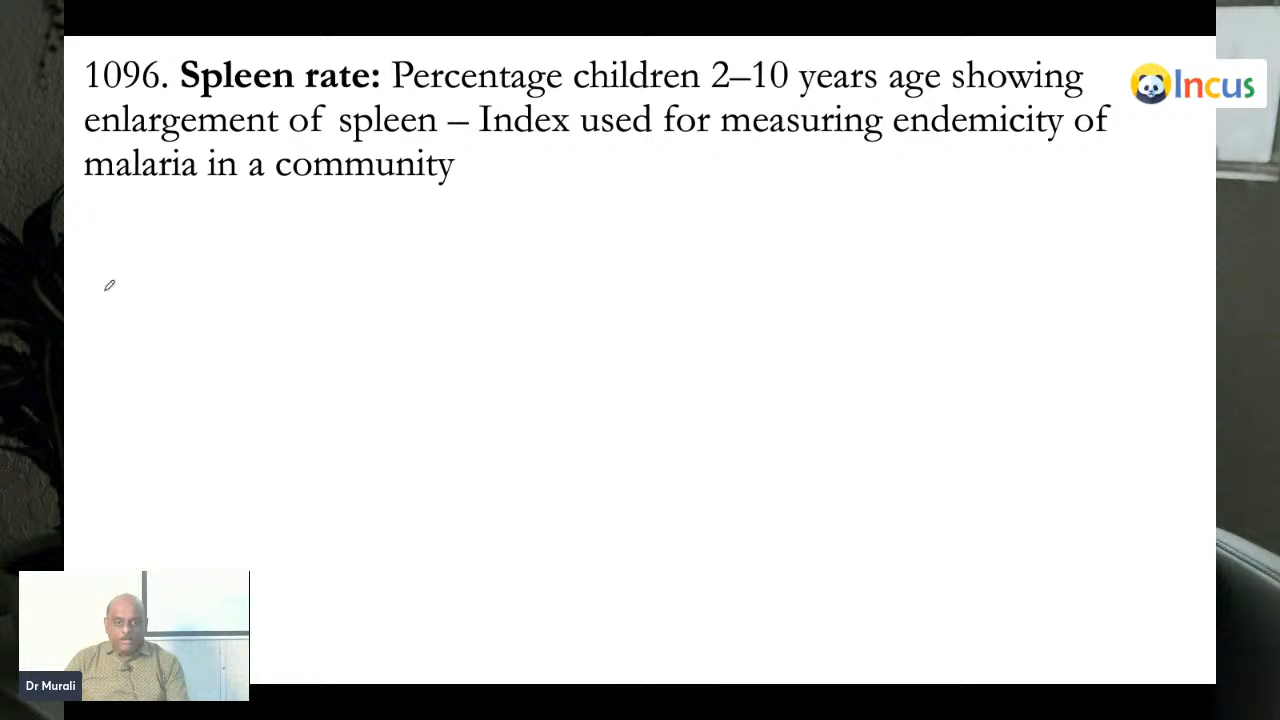 1096. Spleen rate: Percentage children 2–10 years age showing
enlargement of spleen – Index used for measuring endemicity of
malaria in a community
Incus
Dr Murali